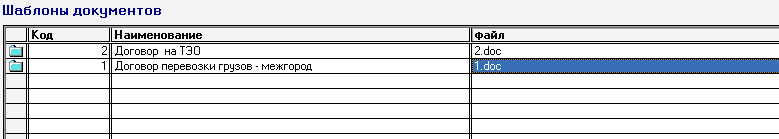 Шаблоны документов
Код Наименование Файл
2 Договор на ТЭО 2.doc
1 Договор перевозки грузов - межгород 1.doc